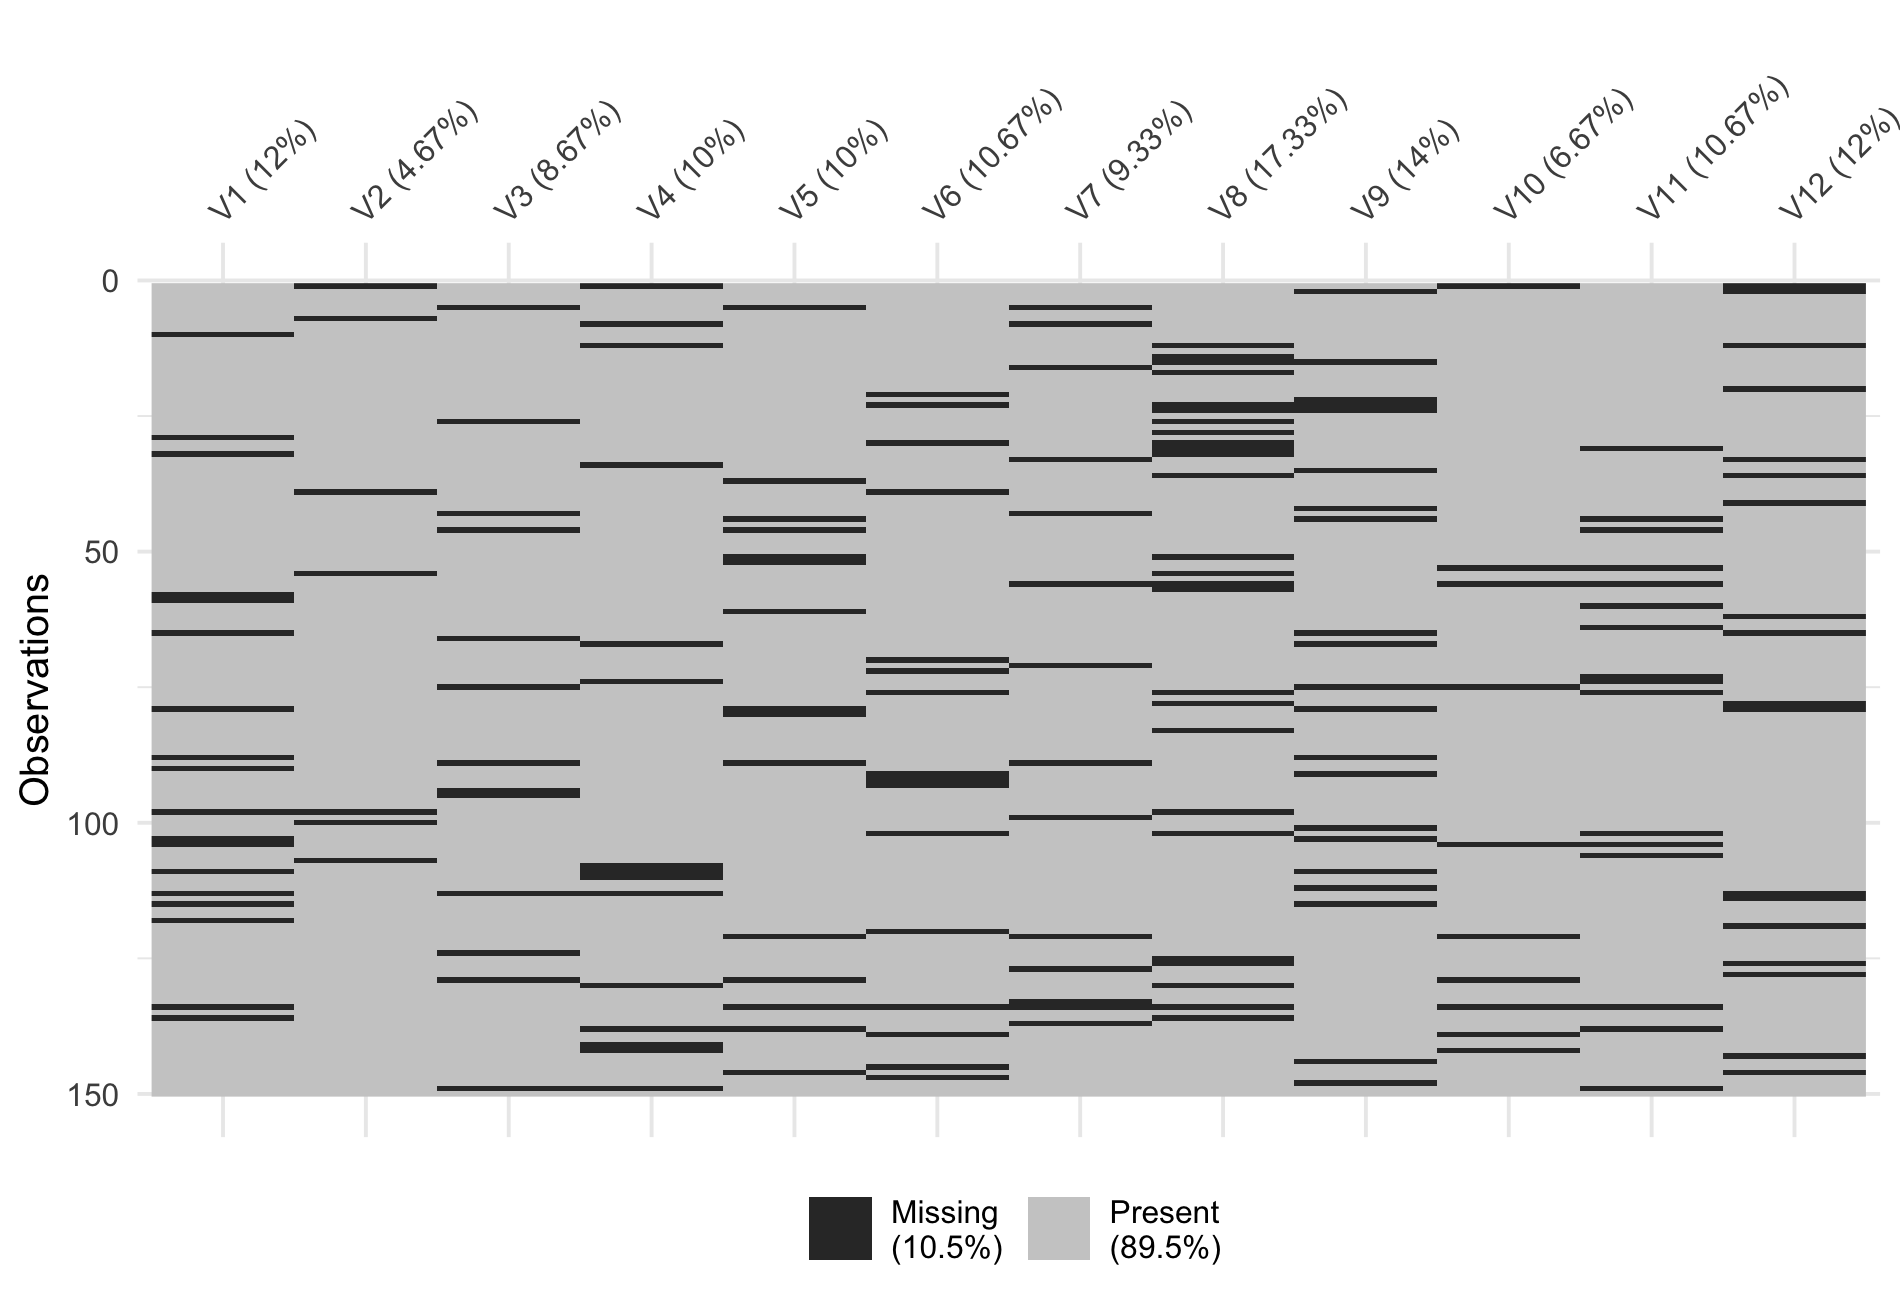 V1 (12%)
V2 (4.67%)
V3 (8.67%)
V4 (10%)
V5 (10%)
V6 (10.67%)
V7 (9.33%)
V8 (17.33%)
V9 (14%)
V10 (6.67%)
V11 (10.67%)
V12 (12%)
0
50
100
150
Observations
Missing
(10.5%)
Present
(89.5%)